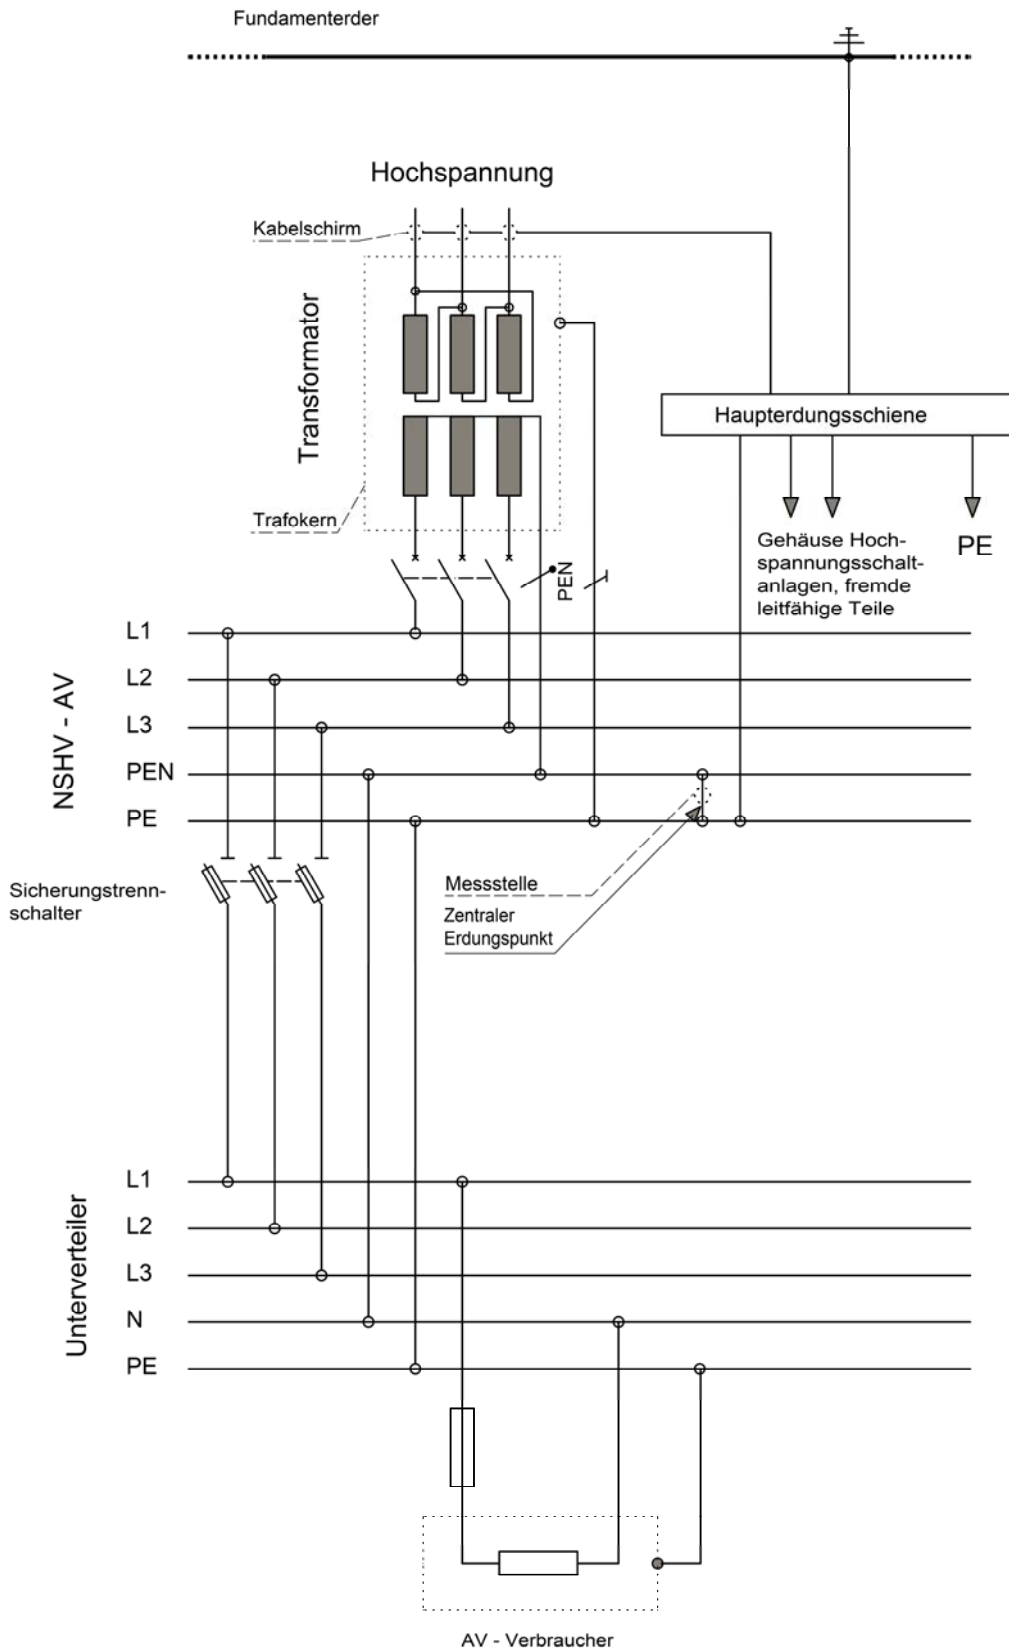 Fundamenterder
Hochspannung
Kabelschirm
Transformator
Haupterdungsschiene
Trafokern
Gehäuse Hoch-
spannungsschalt-
anlagen, fremde
leitfähige Teile
PE
PEN
NSHV - AV
L1
L2
L3
PEN
PE
Sicherungstrenn-
schalter
Messstelle
Zentraler
Erdungspunkt
Unterverteiler
L1
L2
L3
N
PE
AV - Verbraucher